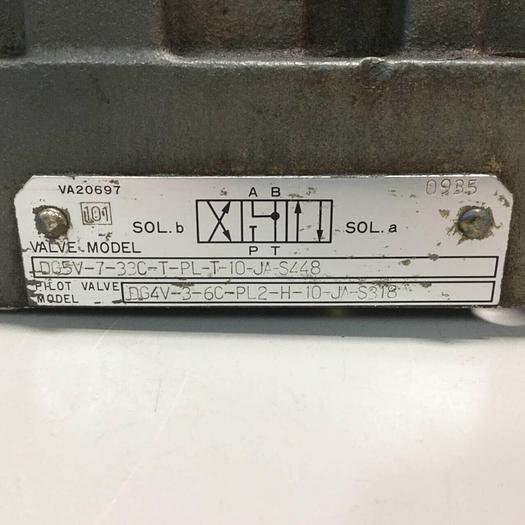 VA20697
09B5
101
A B
SOL.b
SOL.a
T
P T
VALVE MODEL
DG5V-7-33C-T-PL-T-10-JA-S448
PILOT VALVE MODEL
DG4V-3-6C-PL2-H-10-JA-S318